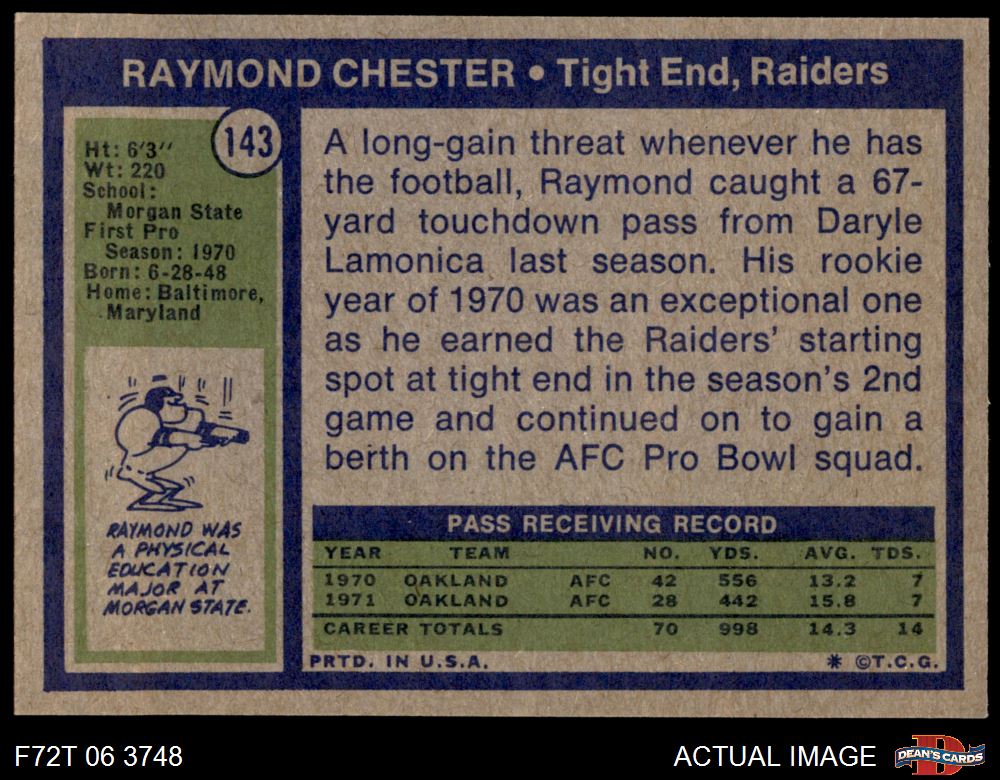 RAYMOND CHESTER • Tight End, Raiders
143
Ht: 6'3''
Wt: 220
School:
Morgan State
First Pro
Season: 1970
Born: 6-28-48
Home: Baltimore,
Maryland
RAYMOND WAS
A PHYSICAL
EDUCATION
MAJOR AT
MORGAN STATE.
A long-gain threat whenever he has
the football, Raymond caught a 67-
yard touchdown pass from Daryle
Lamonica last season. His rookie
year of 1970 was an exceptional one
as he earned the Raiders' starting
spot at tight end in the season's 2nd
game and continued on to gain a
berth on the AFC Pro Bowl squad.
PASS RECEIVING RECORD
YEAR TEAM NO. YDS. AVG. TDS.
1970 OAKLAND AFC 42 556 13.2 7
1971 OAKLAND AFC 28 442 15.8 7
CAREER TOTALS 70 998 14.3 14
PRTD. IN U.S.A. * ©T.C.G.
F72T 06 3748
ACTUAL IMAGE
D
DEAN'S CARDS